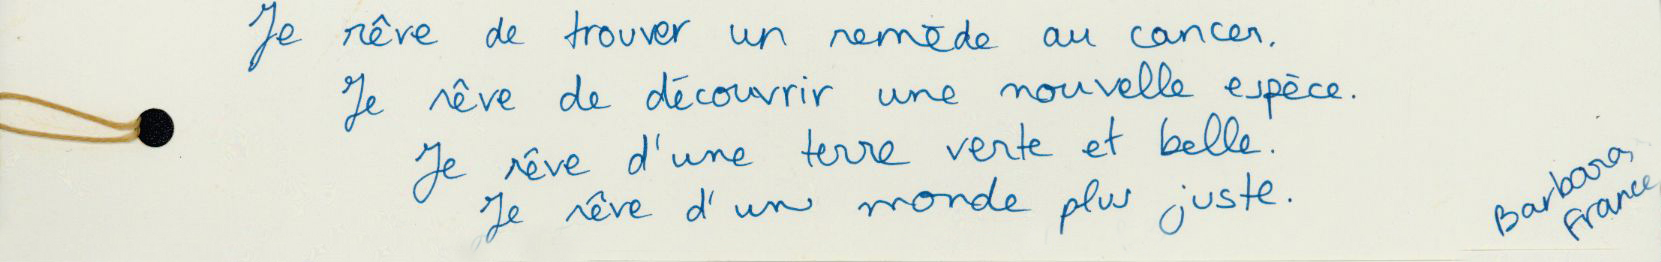 Je rêve de trouver un remède au cancer.
Je rêve de découvrir une nouvelle espèce.
Je rêve d'une terre verte et belle.
Je rêve d'un monde plus juste.
Barbara,
France